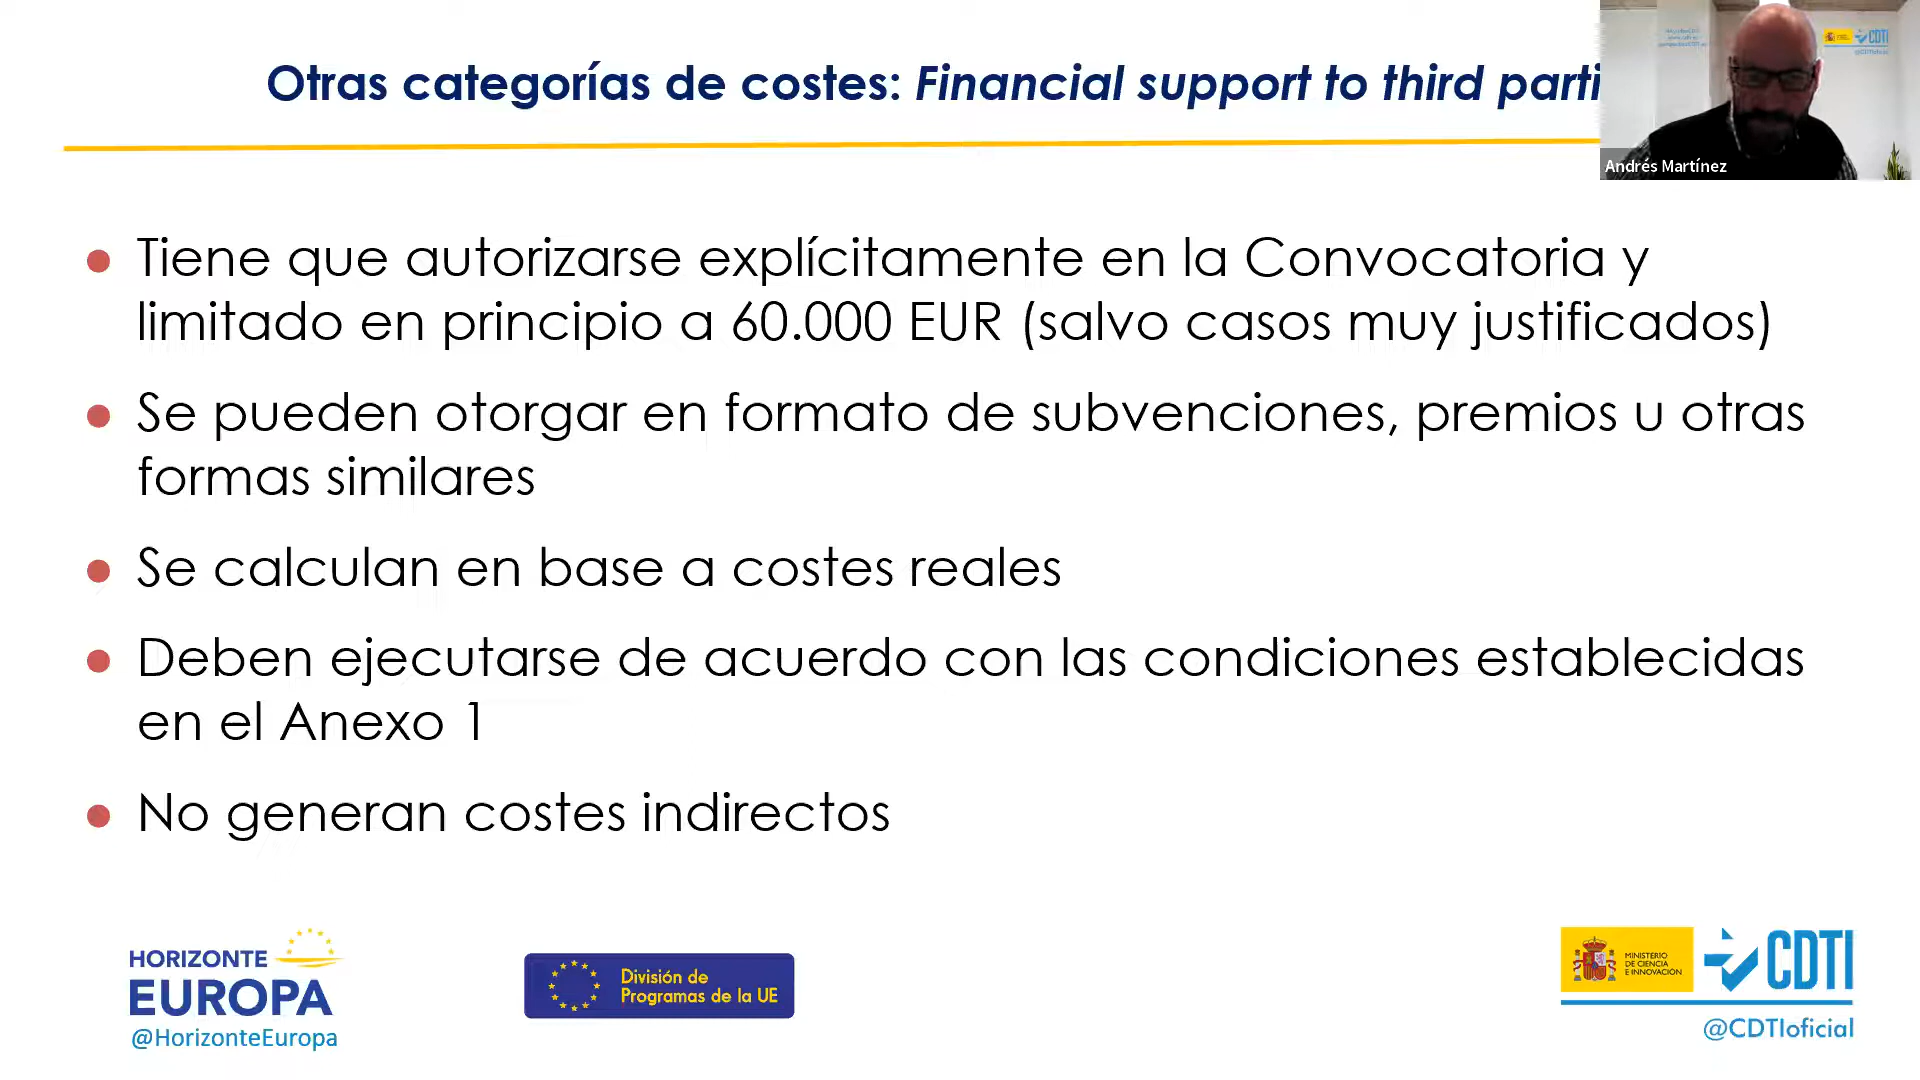 Otras categorías de costes: Financial support to third parti
CDTI
Andrés Martínez
Tiene que autorizarse explícitamente en la Convocatoria y
limitado en principio a 60.000 EUR (salvo casos muy justificados)
Se pueden otorgar en formato de subvenciones, premios u otras
formas similares
Se calculan en base a costes reales
Deben ejecutarse de acuerdo con las condiciones establecidas
en el Anexo 1
No generan costes indirectos
HORIZONTE
EUROPA
@HorizonteEuropa
División de
Programas de la UE
MINISTERIO
DE CIENCIA
E INNOVACIÓN
CDTI
@CDTIoficial